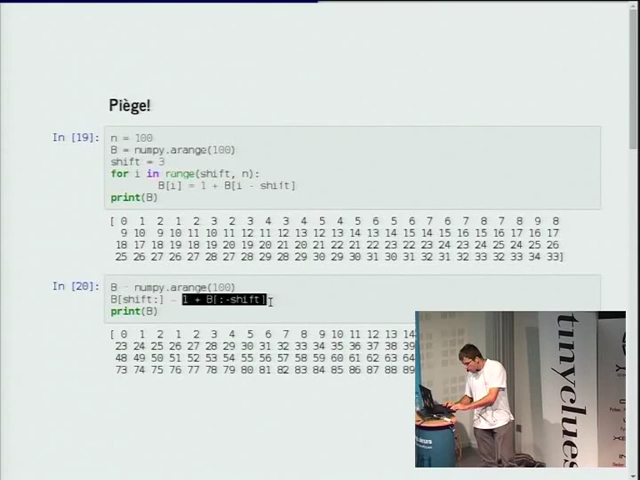 Piège!
In [19]:
n = 100
B = numpy.arange(100)
shift = 3
for i in range(shift, n):
B[i] = 1 + B[i - shift]
print(B)
[ 0 1 2 1 2 3 2 3 4 3 4 5 4 5 6 5 6 7 6 7 8 7 8 9 8
9 10 9 10 11 10 11 12 11 12 13 12 13 14 13 14 15 14 15 16 15 16 17 16 17
18 17 18 19 18 19 20 19 20 21 20 21 22 21 22 23 22 23 24 23 24 25 24 25 26
25 26 27 26 27 28 27 28 29 28 29 30 29 30 31 30 31 32 31 32 33 32 33 34 33]
In [20]:
B = numpy.arange(100)
B[shift:] = 1 + B[:-shift]
print(B)
[ 0 1 2 1 2 3 4 5 6 7 8 9 10 11 12 13 14
23 24 25 26 27 28 29 30 31 32 33 34 35 36 37 38 39
48 49 50 51 52 53 54 55 56 57 58 59 60 61 62 63 64
73 74 75 76 77 78 79 80 81 82 83 84 85 86 87 88 89
tinyclues